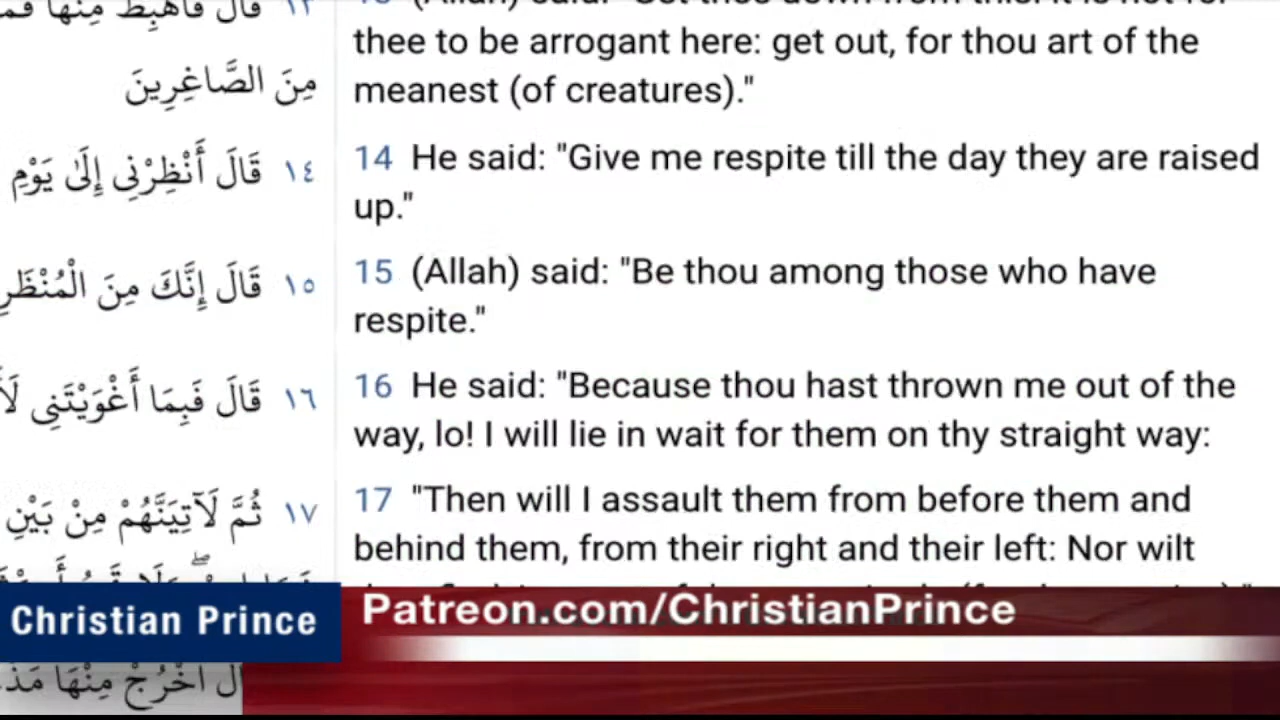 قَالَ فَاهْبِطْ مِنْهَا ١٣
مِنَ الصَّاغِرِينَ
قَالَ أَنْظِرْنِي إِلَىٰ يَوْمِ ١٤
قَالَ إِنَّكَ مِنَ ١٥
قَالَ فَبِمَا أَغْوَيْتَنِي ١٦
ثُمَّ لَآتِيَنَّهُمْ مِنْ بَيْنِ ١٧
اخْرُجْ مِنْهَا
thee to be arrogant here: get out, for thou art of the
meanest (of creatures)."
14 He said: "Give me respite till the day they are raised
up."
15 (Allah) said: "Be thou among those who have
respite."
16 He said: "Because thou hast thrown me out of the
way, lo! I will lie in wait for them on thy straight way:
17 "Then will I assault them from before them and
behind them, from their right and their left: Nor wilt
Christian Prince
Patreon.com/ChristianPrince